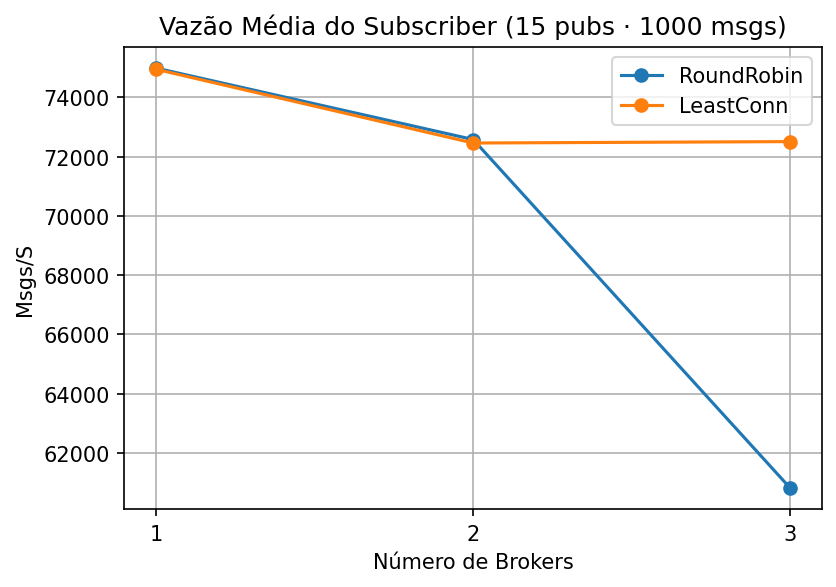 Vazão Média do Subscriber (15 pubs · 1000 msgs)
RoundRobin
LeastConn
74000
72000
70000
68000
66000
64000
62000
Msgs/S
1
2
3
Número de Brokers